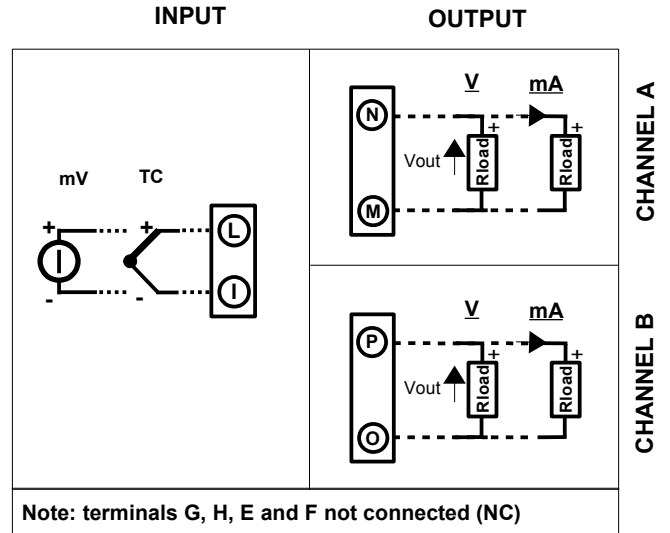 INPUT
OUTPUT
mV
TC
+
+
-
-
L
I
CHANNEL A
V
mA
N
+
+
Vout
Rload
Rload
M
CHANNEL B
V
mA
P
+
+
Vout
Rload
Rload
O
Note: terminals G, H, E and F not connected (NC)